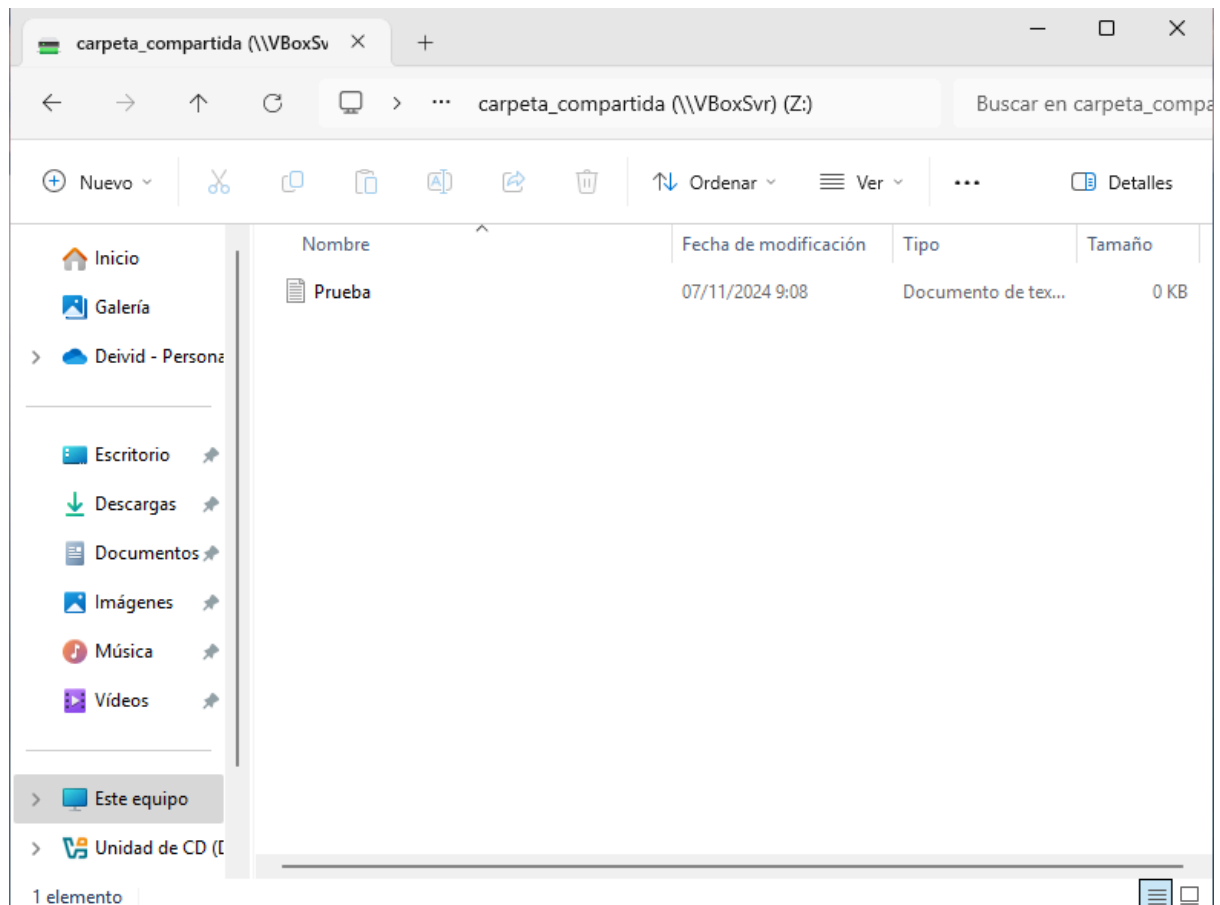 carpeta_compartida (\\VBoxSv
carpeta_compartida (\\VBoxSvr) (Z:)
Buscar en carpeta_compa
Nuevo
Ordenar
Ver
Detalles
Nombre
Fecha de modificación
Tipo
Tamaño
Prueba
07/11/2024 9:08
Documento de tex...
0 KB
Inicio
Galería
Deivid - Persona
Escritorio
Descargas
Documentos
Imágenes
Música
Vídeos
Este equipo
Unidad de CD (D
1 elemento